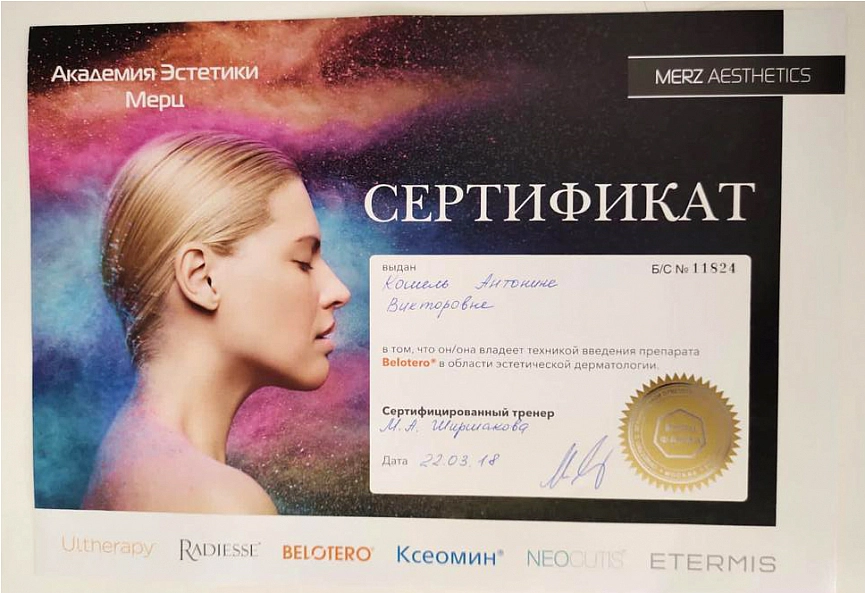 Академия Эстетики
Мерц
MERZ AESTHETICS
СЕРТИФИКАТ
выдан
Б/С № 11824
Кошель Антонине
Викторовне
в том, что он/она владеет техникой введения препарата
Belotero® в области эстетической дерматологии.
Сертифицированный тренер
М.А. Ширшакова
Дата 22.03.18
Ultherapy
RADIESSE®
BELOTERO®
Ксеомин®
NEOCUTIS®
ETERMIS